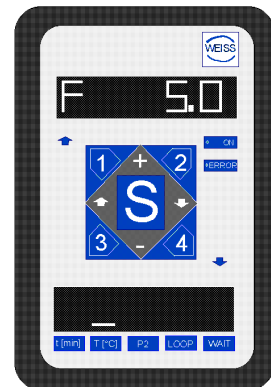 WEISS
F 5.0
ON
ERROR
1 + 2
S
3 - 4
t [min] T [°C] P2 LOOP WAIT